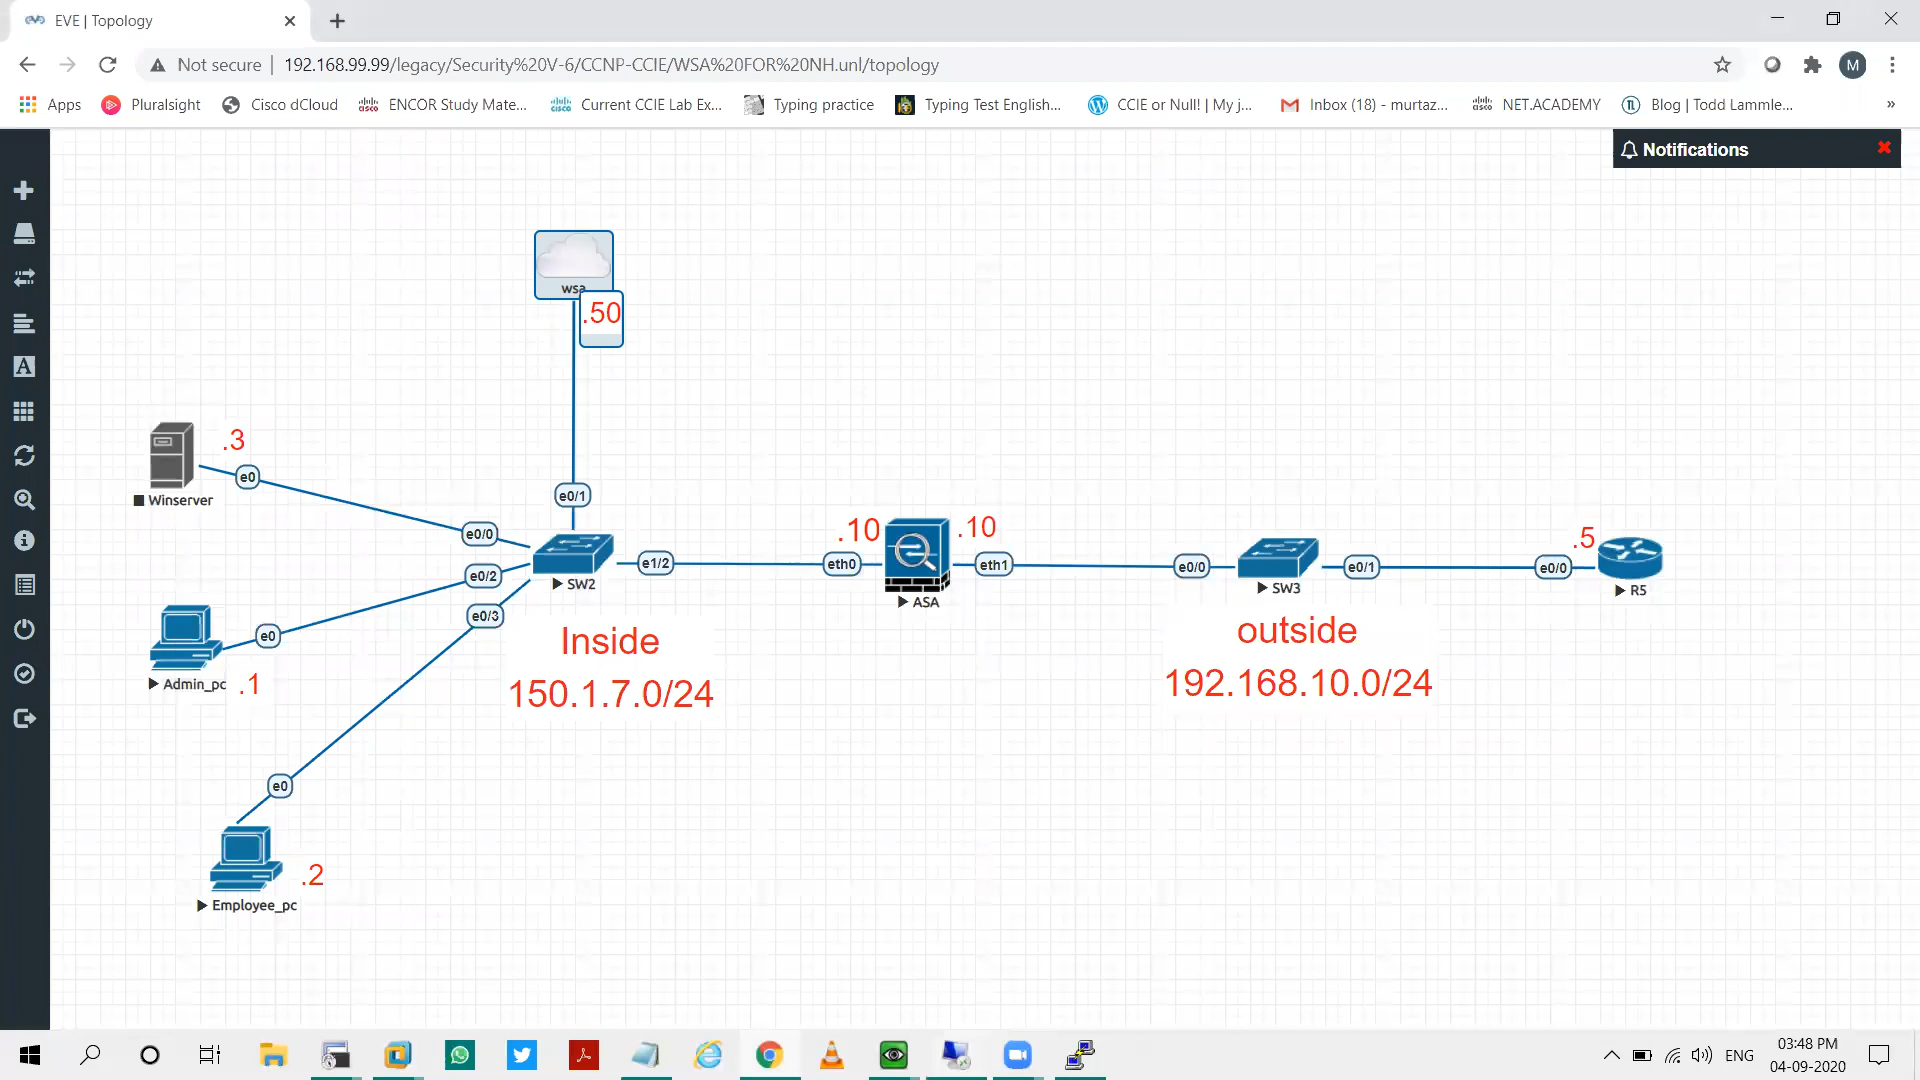 EVE | Topology
Not secure | 192.168.99.99/legacy/Security%20V-6/CCNP-CCIE/WSA%20FOR%20NH.unl/topology
M
Apps Pluralsight Cisco dCloud ENCOR Study Mate... Current CCIE Lab Ex... Typing practice Typing Test English... CCIE or Null! | My j... Inbox (18) - murtaz... NET.ACADEMY Blog | Todd Lammle... »
Notifications
wsa
.50
.3
e0
Winserver
e0/1
e0/0
.10
.10
.5
SW2
e1/2
eth0
eth1
ASA
e0/0
SW3
e0/1
e0/0
R5
e0/2
e0/3
e0
Admin_pc
.1
Inside
150.1.7.0/24
outside
192.168.10.0/24
e0
.2
Employee_pc
ENG
03:48 PM
04-09-2020